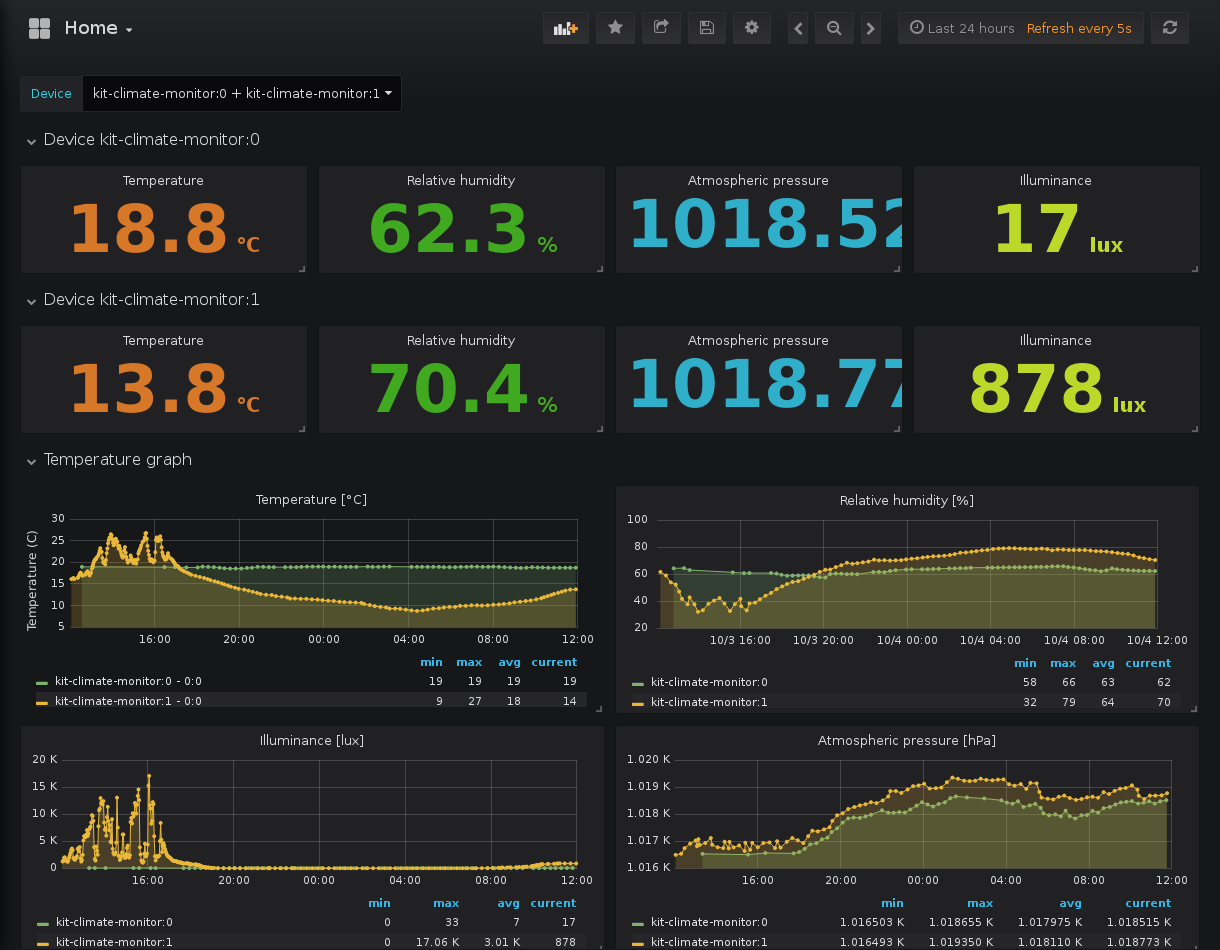 Home
Last 24 hours Refresh every 5s
Device kit-climate-monitor:0 + kit-climate-monitor:1
Device kit-climate-monitor:0
Temperature Relative humidity Atmospheric pressure Illuminance
18.8 °C 62.3 % 1018.52 17 lux
Device kit-climate-monitor:1
Temperature Relative humidity Atmospheric pressure Illuminance
13.8 °C 70.4 % 1018.77 878 lux
Temperature graph
Temperature [°C]
Temperature (C)
30
25
20
15
10
5
16:00 20:00 00:00 04:00 08:00 12:00
min max avg current
kit-climate-monitor:0 - 0:0 19 19 19 19
kit-climate-monitor:1 - 0:0 9 27 18 14
Relative humidity [%]
100
80
60
40
20
10/3 16:00 10/3 20:00 10/4 00:00 10/4 04:00 10/4 08:00 10/4 12:00
min max avg current
kit-climate-monitor:0 58 66 63 62
kit-climate-monitor:1 32 79 64 70
Illuminance [lux]
20 K
15 K
10 K
5 K
0
16:00 20:00 00:00 04:00 08:00 12:00
min max avg current
kit-climate-monitor:0 0 33 7 17
kit-climate-monitor:1 0 17.06 K 3.01 K 878
Atmospheric pressure [hPa]
1.020 K
1.019 K
1.018 K
1.017 K
1.016 K
16:00 20:00 00:00 04:00 08:00 12:00
min max avg current
kit-climate-monitor:0 1.016503 K 1.018655 K 1.017975 K 1.018515 K
kit-climate-monitor:1 1.016493 K 1.019350 K 1.018110 K 1.018773 K